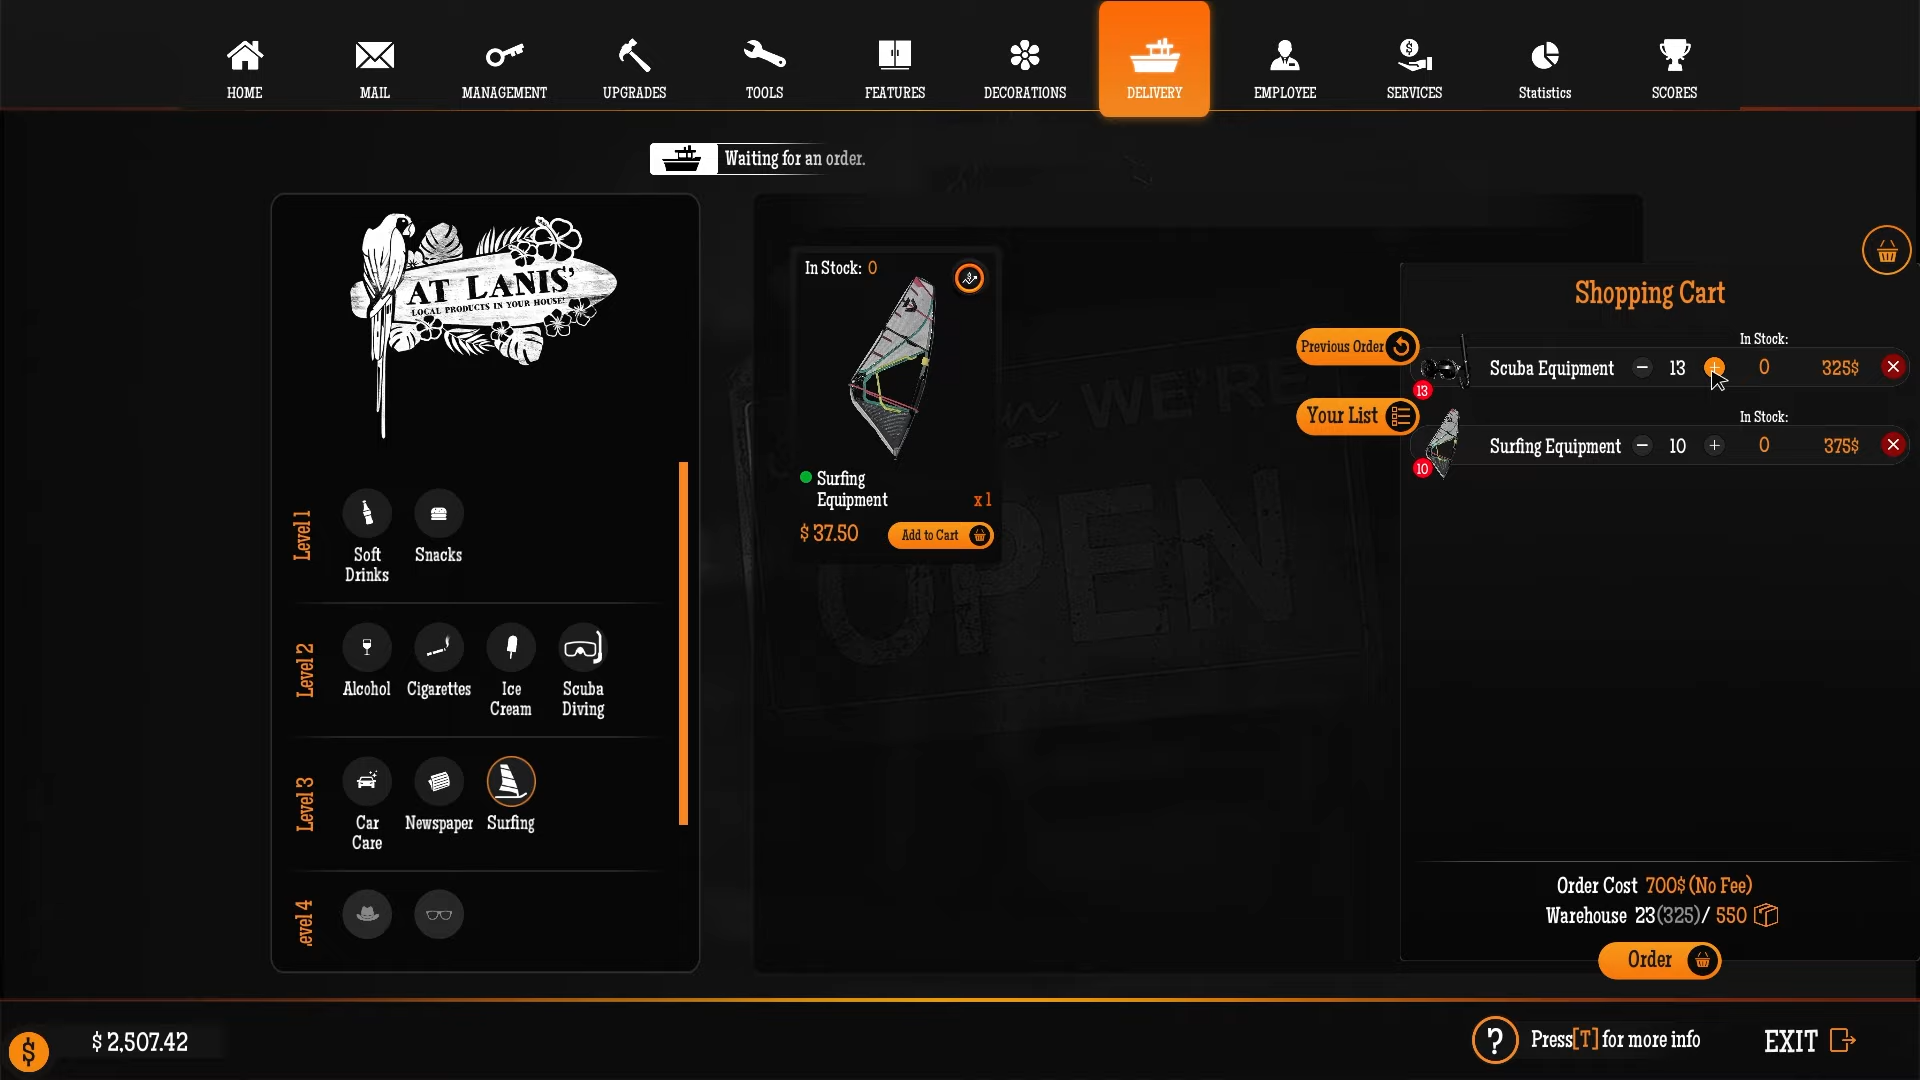 HOME
MAIL
MANAGEMENT
UPGRADES
TOOLS
FEATURES
DECORATIONS
DELIVERY
EMPLOYEE
SERVICES
Statistics
SCORES
Waiting for an order.
AT LANIS'
LOCAL PRODUCTS IN YOUR HOUSE!
Level 1
Soft
Drinks
Snacks
Level 2
Alcohol
Cigarettes
Ice
Cream
Scuba
Diving
Level 3
Car
Care
Newspaper
Surfing
evel 4
In Stock: 0
Surfing
Equipment
x 1
$ 37.50
Add to Cart
WE'RE
OPEN
Previous Order
Your List
Shopping Cart
In Stock:
Scuba Equipment − 13 + 0 325$
13
In Stock:
Surfing Equipment − 10 + 0 375$
10
Order Cost 700$ (No Fee)
Warehouse 23(325)/ 550
Order
$ 2,507.42
? Press[T] for more info
EXIT